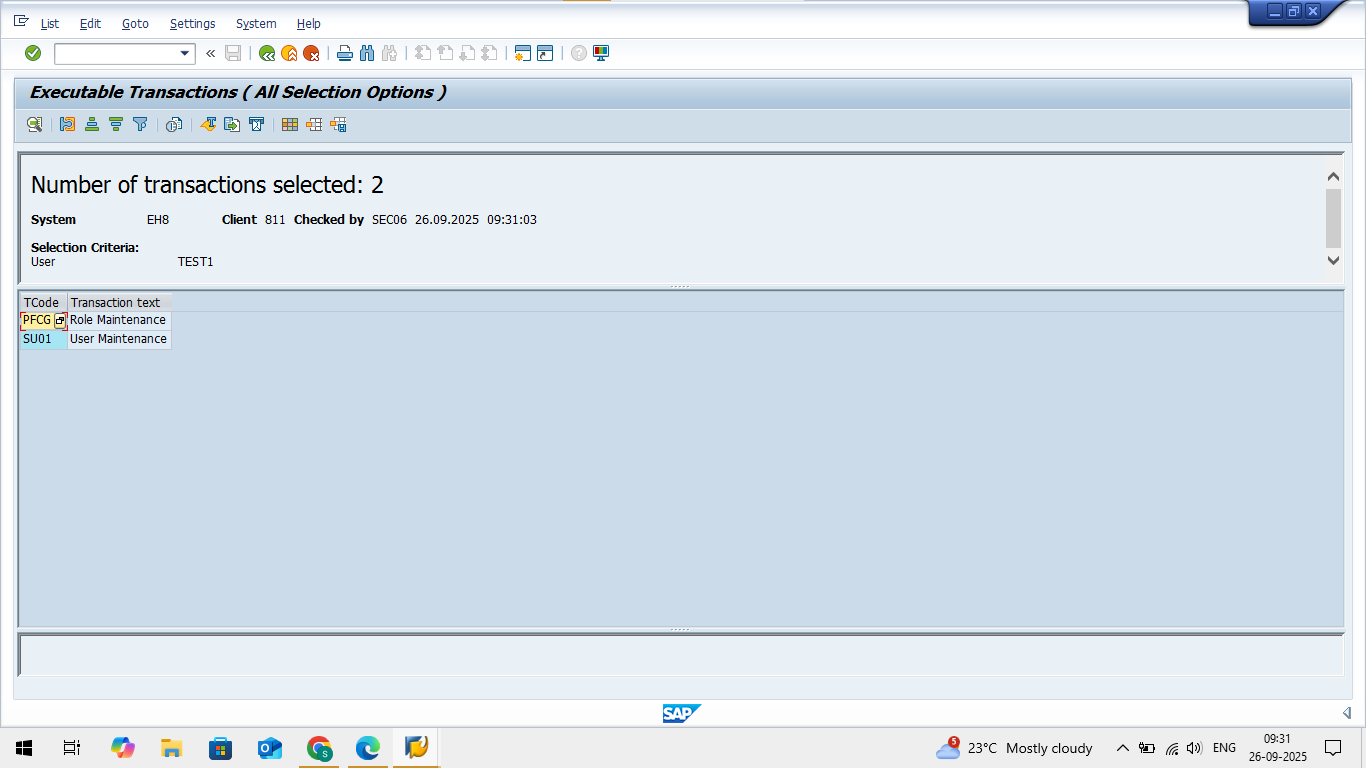 List Edit Goto Settings System Help
Executable Transactions ( All Selection Options )
Number of transactions selected: 2
System EH8 Client 811 Checked by SEC06 26.09.2025 09:31:03
Selection Criteria:
User TEST1
TCode Transaction text
PFCG Role Maintenance
SU01 User Maintenance
SAP
5
S
23°C Mostly cloudy
ENG
09:31
26-09-2025